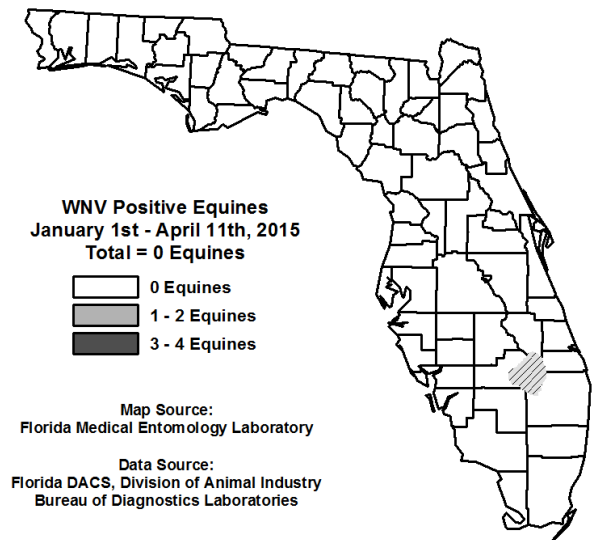 WNV Positive Equines
January 1st - April 11th, 2015
Total = 0 Equines
0 Equines
1 - 2 Equines
3 - 4 Equines
Map Source:
Florida Medical Entomology Laboratory
Data Source:
Florida DACS, Division of Animal Industry
Bureau of Diagnostics Laboratories